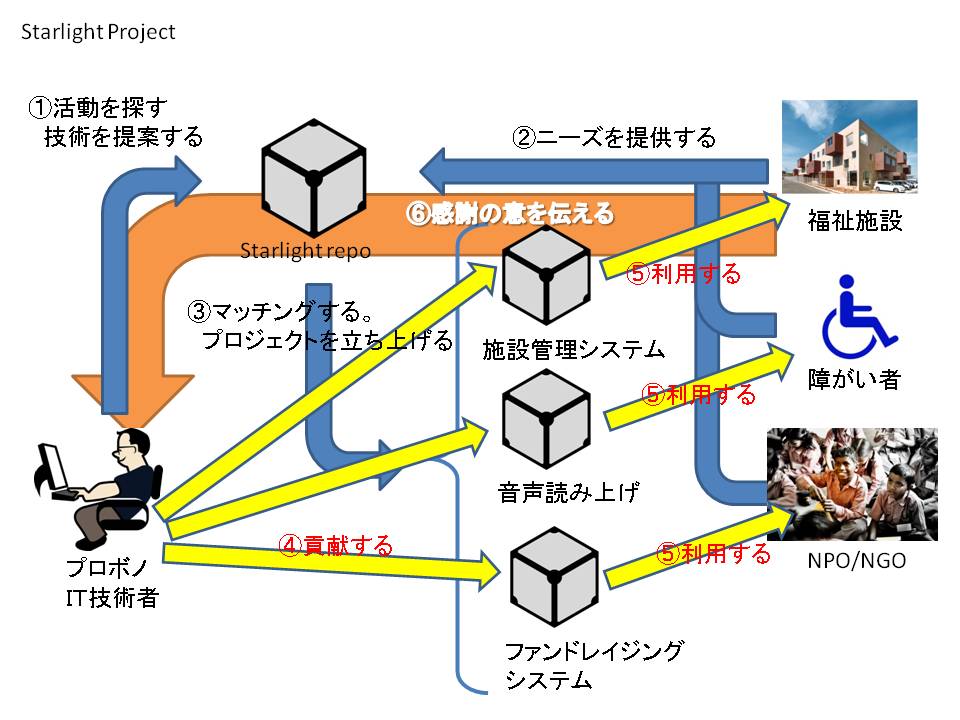 Starlight Project
①活動を探す
技術を提案する
②ニーズを提供する
⑥感謝の意を伝える
福祉施設
Starlight repo
⑤利用する
③マッチングする。
プロジェクトを立ち上げる
施設管理システム
障がい者
⑤利用する
音声読み上げ
④貢献する
⑤利用する
NPO/NGO
プロボノ
IT技術者
ファンドレイジング
システム